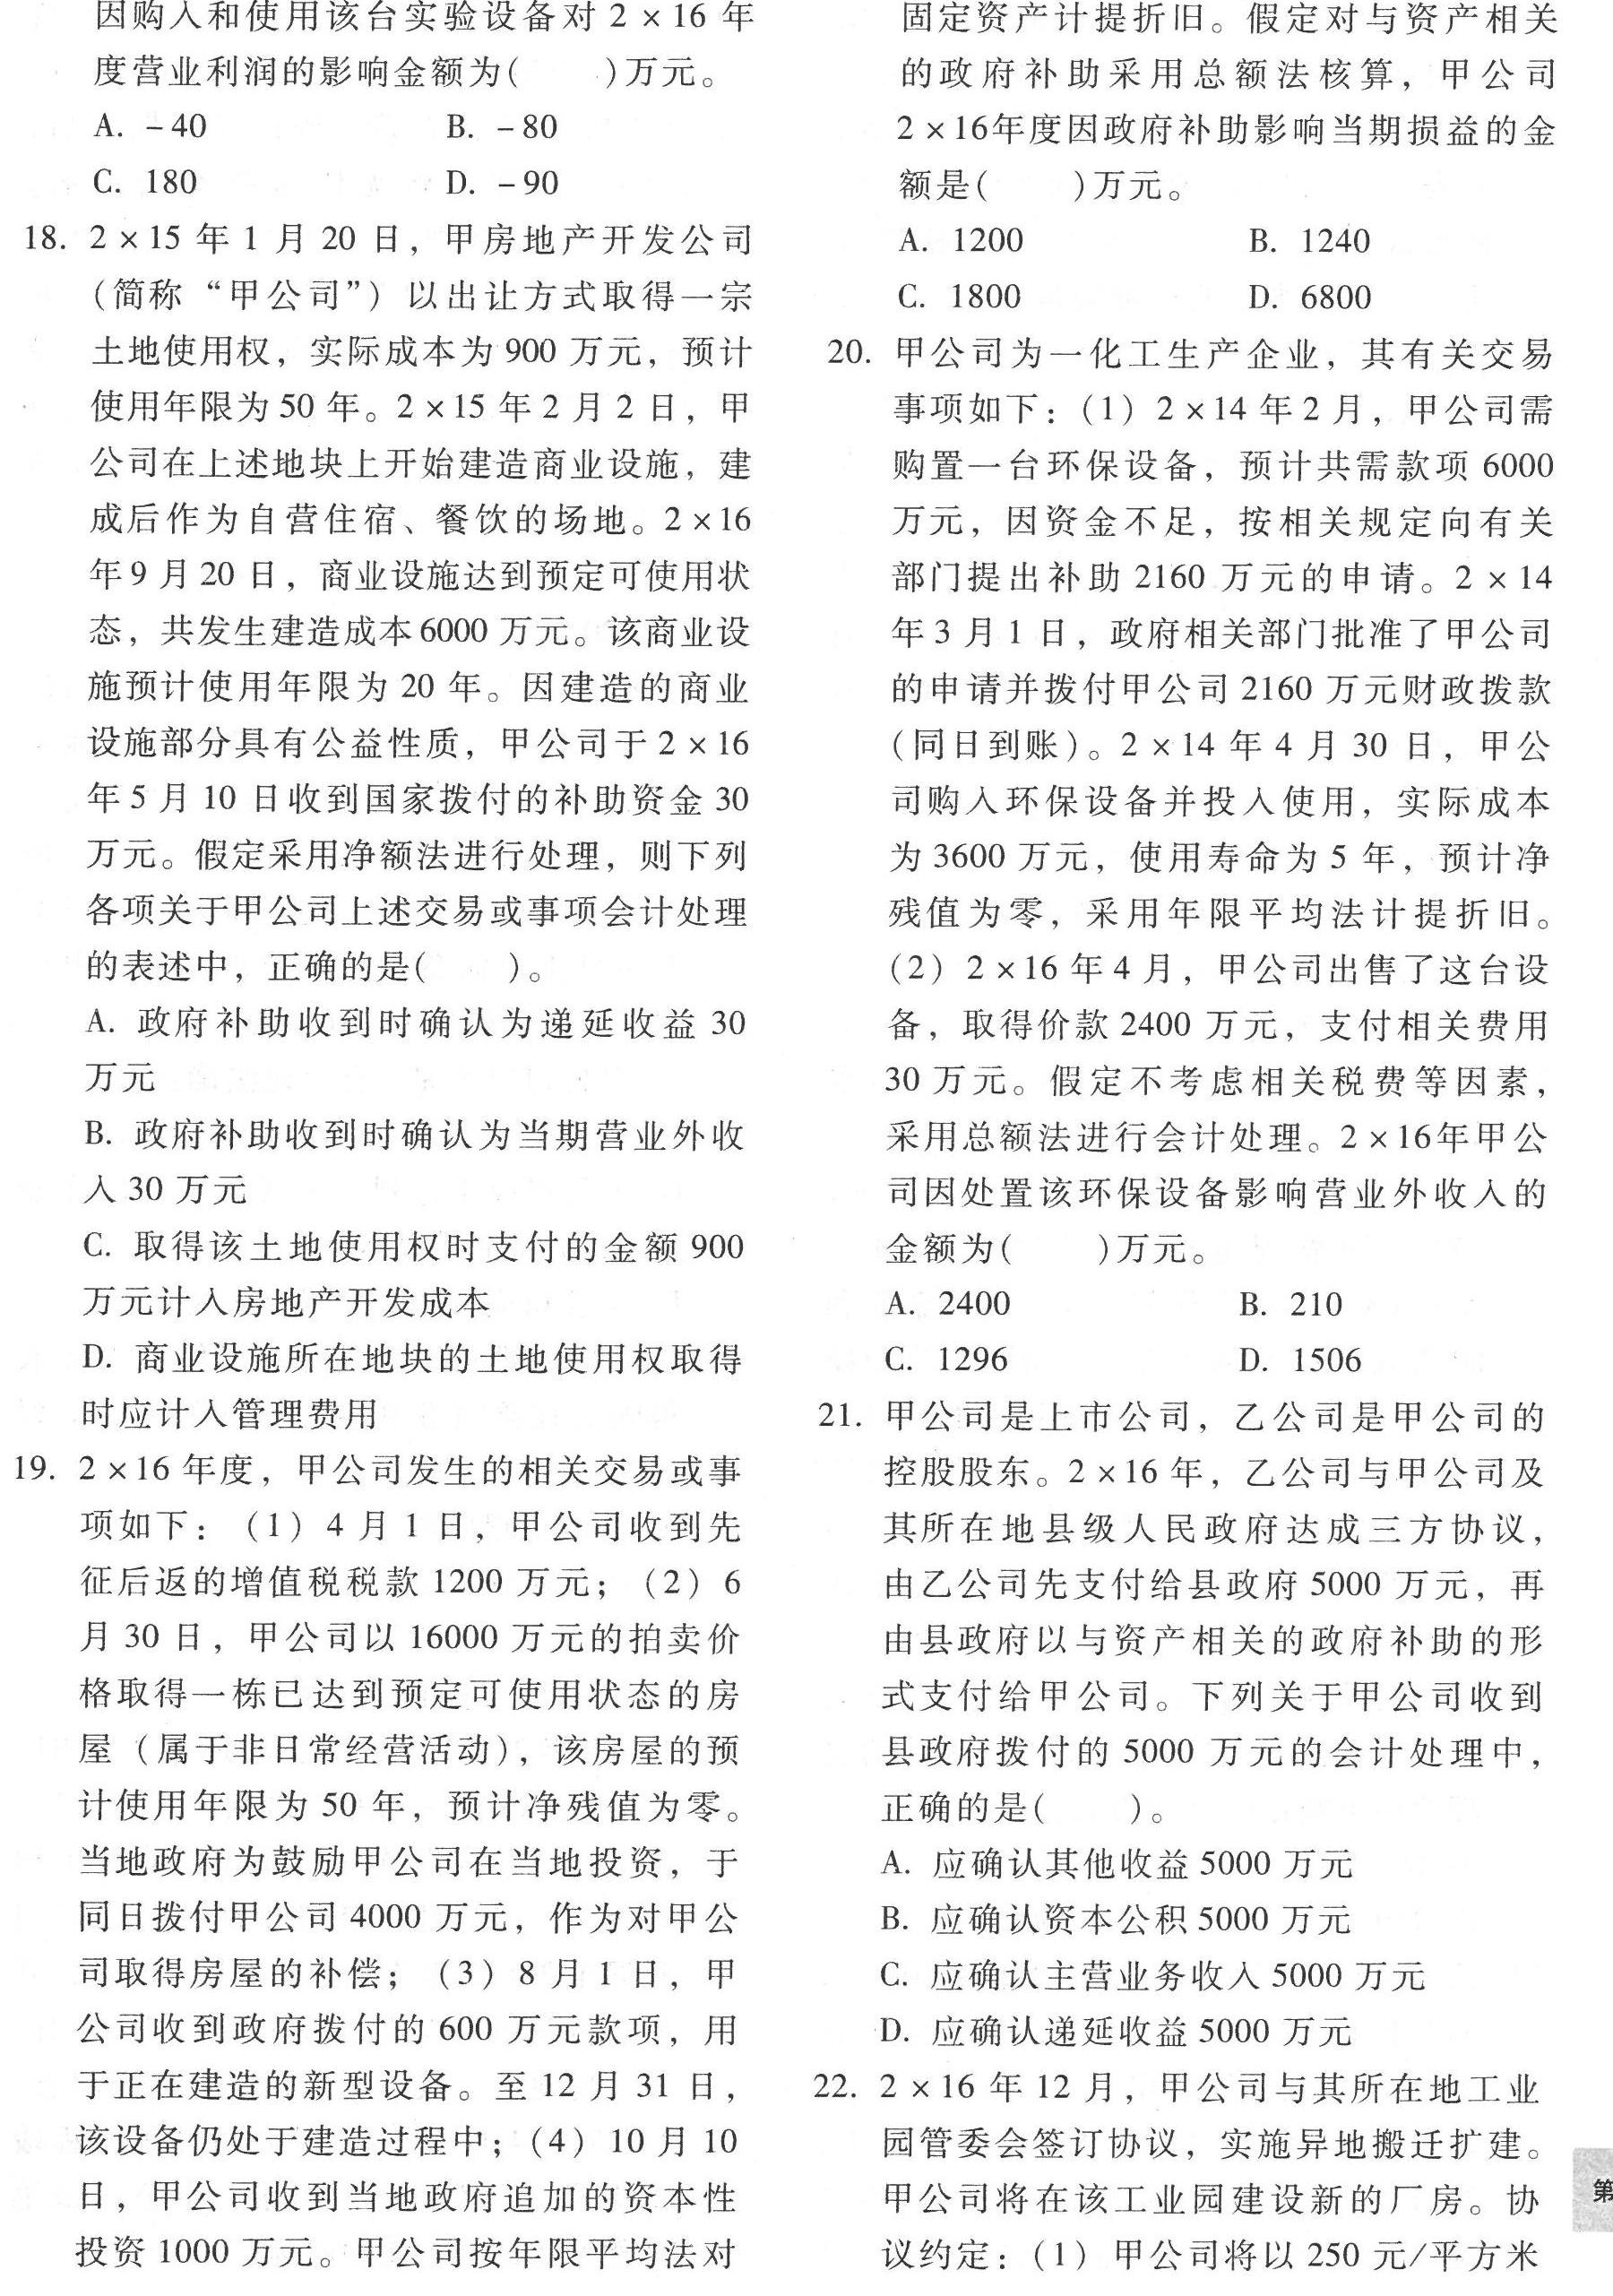 因购入和使用该台实验设备对 2×16 年
度营业利润的影响金额为(　　)万元。
A. －40　　B. －80
C. 180　　D. －90
18. 2×15 年 1 月 20 日，甲房地产开发公司
(简称“甲公司”) 以出让方式取得一宗
土地使用权，实际成本为 900 万元，预计
使用年限为 50 年。2×15 年 2 月 2 日，甲
公司在上述地块上开始建造商业设施，建
成后作为自营住宿、餐饮的场地。2×16
年 9 月 20 日，商业设施达到预定可使用状
态，共发生建造成本 6000 万元。该商业设
施预计使用年限为 20 年。因建造的商业
设施部分具有公益性质，甲公司于 2×16
年 5 月 10 日收到国家拨付的补助资金 30
万元。假定采用净额法进行处理，则下列
各项关于甲公司上述交易或事项会计处理
的表述中，正确的是(　　)。
A. 政府补助收到时确认为递延收益 30
万元
B. 政府补助收到时确认为当期营业外收
入 30 万元
C. 取得该土地使用权时支付的金额 900
万元计入房地产开发成本
D. 商业设施所在地块的土地使用权取得
时应计入管理费用
19. 2×16 年度，甲公司发生的相关交易或事
项如下：(1) 4 月 1 日，甲公司收到先
征后返的增值税税款 1200 万元；(2) 6
月 30 日，甲公司以 16000 万元的拍卖价
格取得一栋已达到预定可使用状态的房
屋 (属于非日常经营活动)，该房屋的预
计使用年限为 50 年，预计净残值为零。
当地政府为鼓励甲公司在当地投资，于
同日拨付甲公司 4000 万元，作为对甲公
司取得房屋的补偿；(3) 8 月 1 日，甲
公司收到政府拨付的 600 万元款项，用
于正在建造的新型设备。至 12 月 31 日，
该设备仍处于建造过程中；(4) 10 月 10
日，甲公司收到当地政府追加的资本性
投资 1000 万元。甲公司按年限平均法对
固定资产计提折旧。假定对与资产相关
的政府补助采用总额法核算，甲公司
2×16年度因政府补助影响当期损益的金
额是(　　)万元。
A. 1200　　B. 1240
C. 1800　　D. 6800
20. 甲公司为一化工生产企业，其有关交易
事项如下：(1) 2×14 年 2 月，甲公司需
购置一台环保设备，预计共需款项 6000
万元，因资金不足，按相关规定向有关
部门提出补助 2160 万元的申请。2×14
年 3 月 1 日，政府相关部门批准了甲公司
的申请并拨付甲公司 2160 万元财政拨款
(同日到账)。2×14 年 4 月 30 日，甲公
司购入环保设备并投入使用，实际成本
为 3600 万元，使用寿命为 5 年，预计净
残值为零，采用年限平均法计提折旧。
(2) 2×16 年 4 月，甲公司出售了这台设
备，取得价款 2400 万元，支付相关费用
30 万元。假定不考虑相关税费等因素，
采用总额法进行会计处理。2×16年甲公
司因处置该环保设备影响营业外收入的
金额为(　　)万元。
A. 2400　　B. 210
C. 1296　　D. 1506
21. 甲公司是上市公司，乙公司是甲公司的
控股股东。2×16 年，乙公司与甲公司及
其所在地县级人民政府达成三方协议，
由乙公司先支付给县政府 5000 万元，再
由县政府以与资产相关的政府补助的形
式支付给甲公司。下列关于甲公司收到
县政府拨付的 5000 万元的会计处理中，
正确的是(　　)。
A. 应确认其他收益 5000 万元
B. 应确认资本公积 5000 万元
C. 应确认主营业务收入 5000 万元
D. 应确认递延收益 5000 万元
22. 2×16 年 12 月，甲公司与其所在地工业
园管委会签订协议，实施异地搬迁扩建。
甲公司将在该工业园建设新的厂房。协
议约定：(1) 甲公司将以 250 元/平方米
第